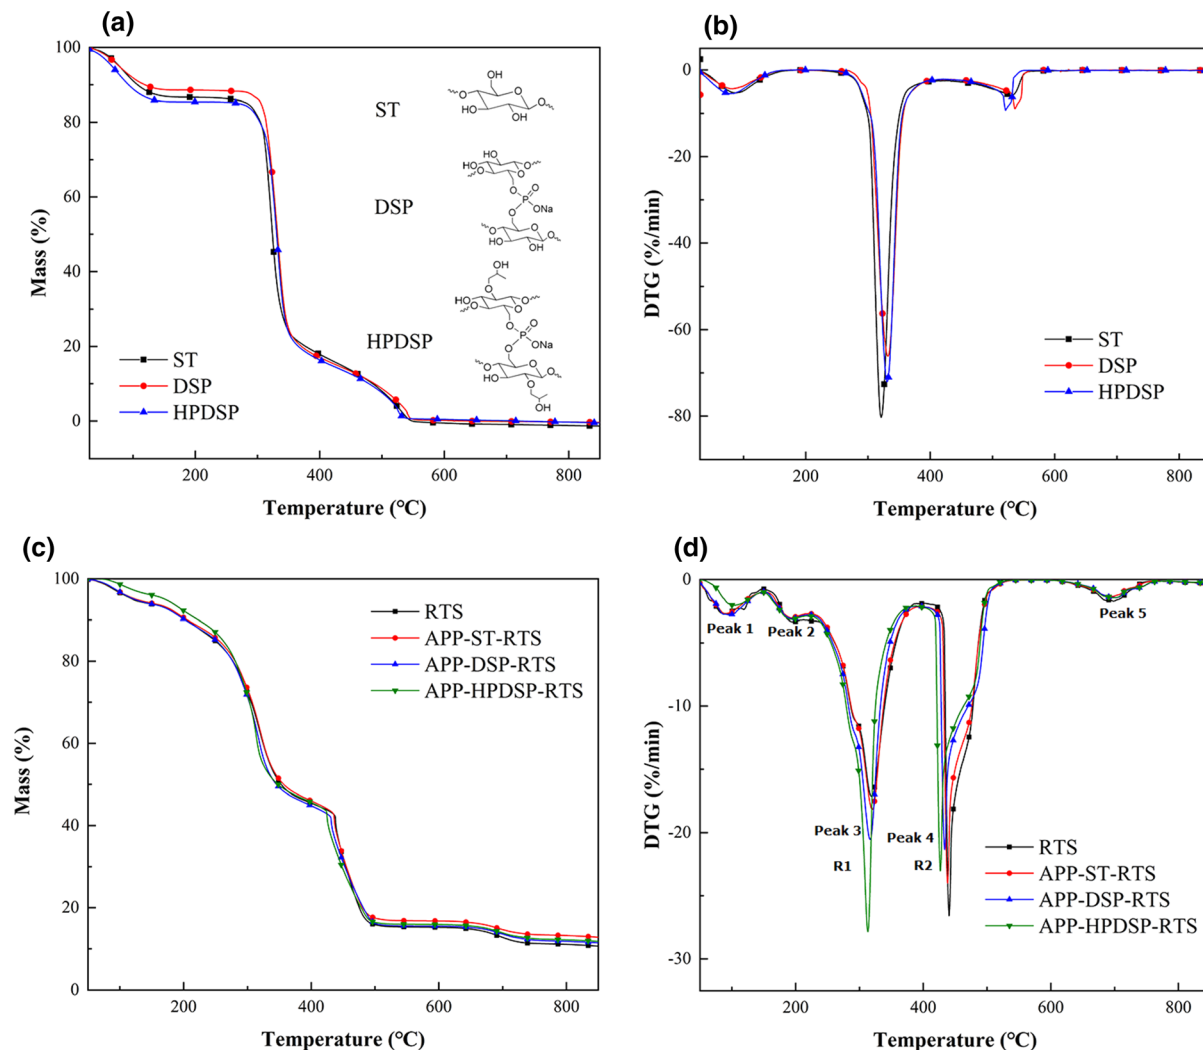 (a)
100
80
60
40
20
0
Mass (%)
200
400
600
800
Temperature (℃)
ST
DSP
HPDSP
ST
OH
O
O
HO
OH
O
DSP
HO
OH
O
O
O
O
P
O
ONa
O
O
O
HO
OH
O
HPDSP
OH
O
HO
O
O
O
O
P
O
ONa
O
O
O
HO
O
O
OH
(b)
0
-20
-40
-60
-80
DTG (%/min)
200
400
600
800
Temperature (℃)
ST
DSP
HPDSP
(c)
100
80
60
40
20
0
Mass (%)
200
400
600
800
Temperature (℃)
RTS
APP-ST-RTS
APP-DSP-RTS
APP-HPDSP-RTS
(d)
0
-10
-20
-30
DTG (%/min)
200
400
600
800
Temperature (℃)
Peak 1
Peak 2
Peak 3
R1
Peak 4
R2
Peak 5
RTS
APP-ST-RTS
APP-DSP-RTS
APP-HPDSP-RTS